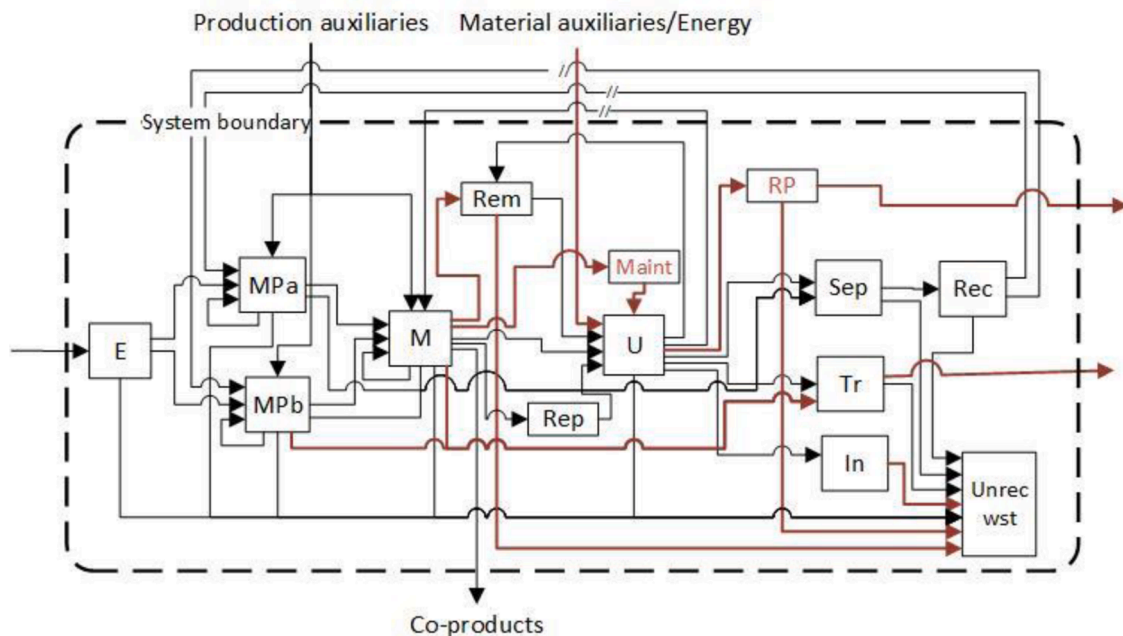 Production auxiliaries
Material auxiliaries/Energy
System boundary
Rem
RP
MPa
Maint
Sep
Rec
E
M
U
MPb
Rep
Tr
In
Unrec
wst
Co-products